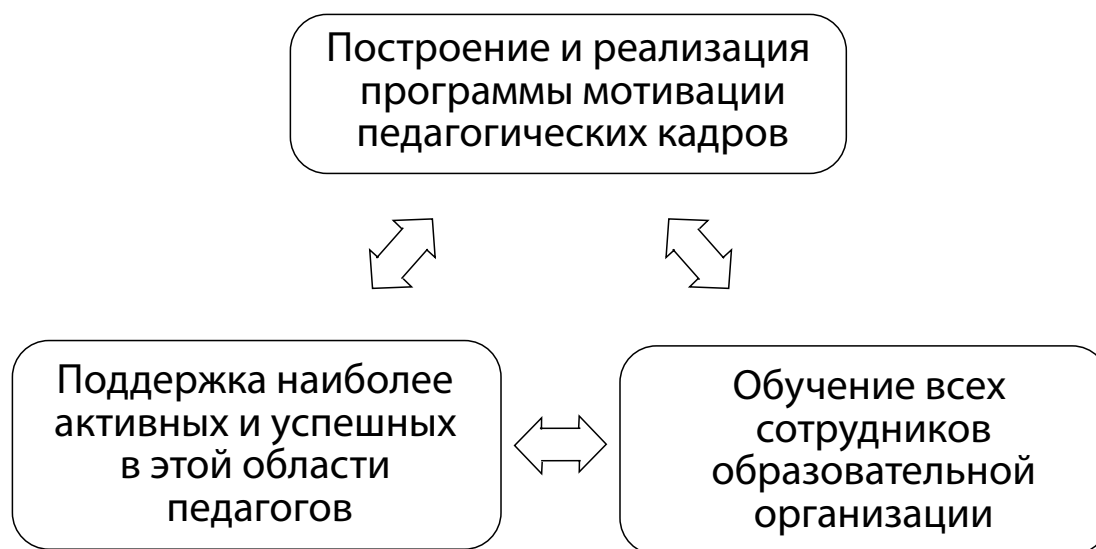 Построение и реализация
программы мотивации
педагогических кадров
Поддержка наиболее
активных и успешных
в этой области
педагогов
Обучение всех
сотрудников
образовательной
организации